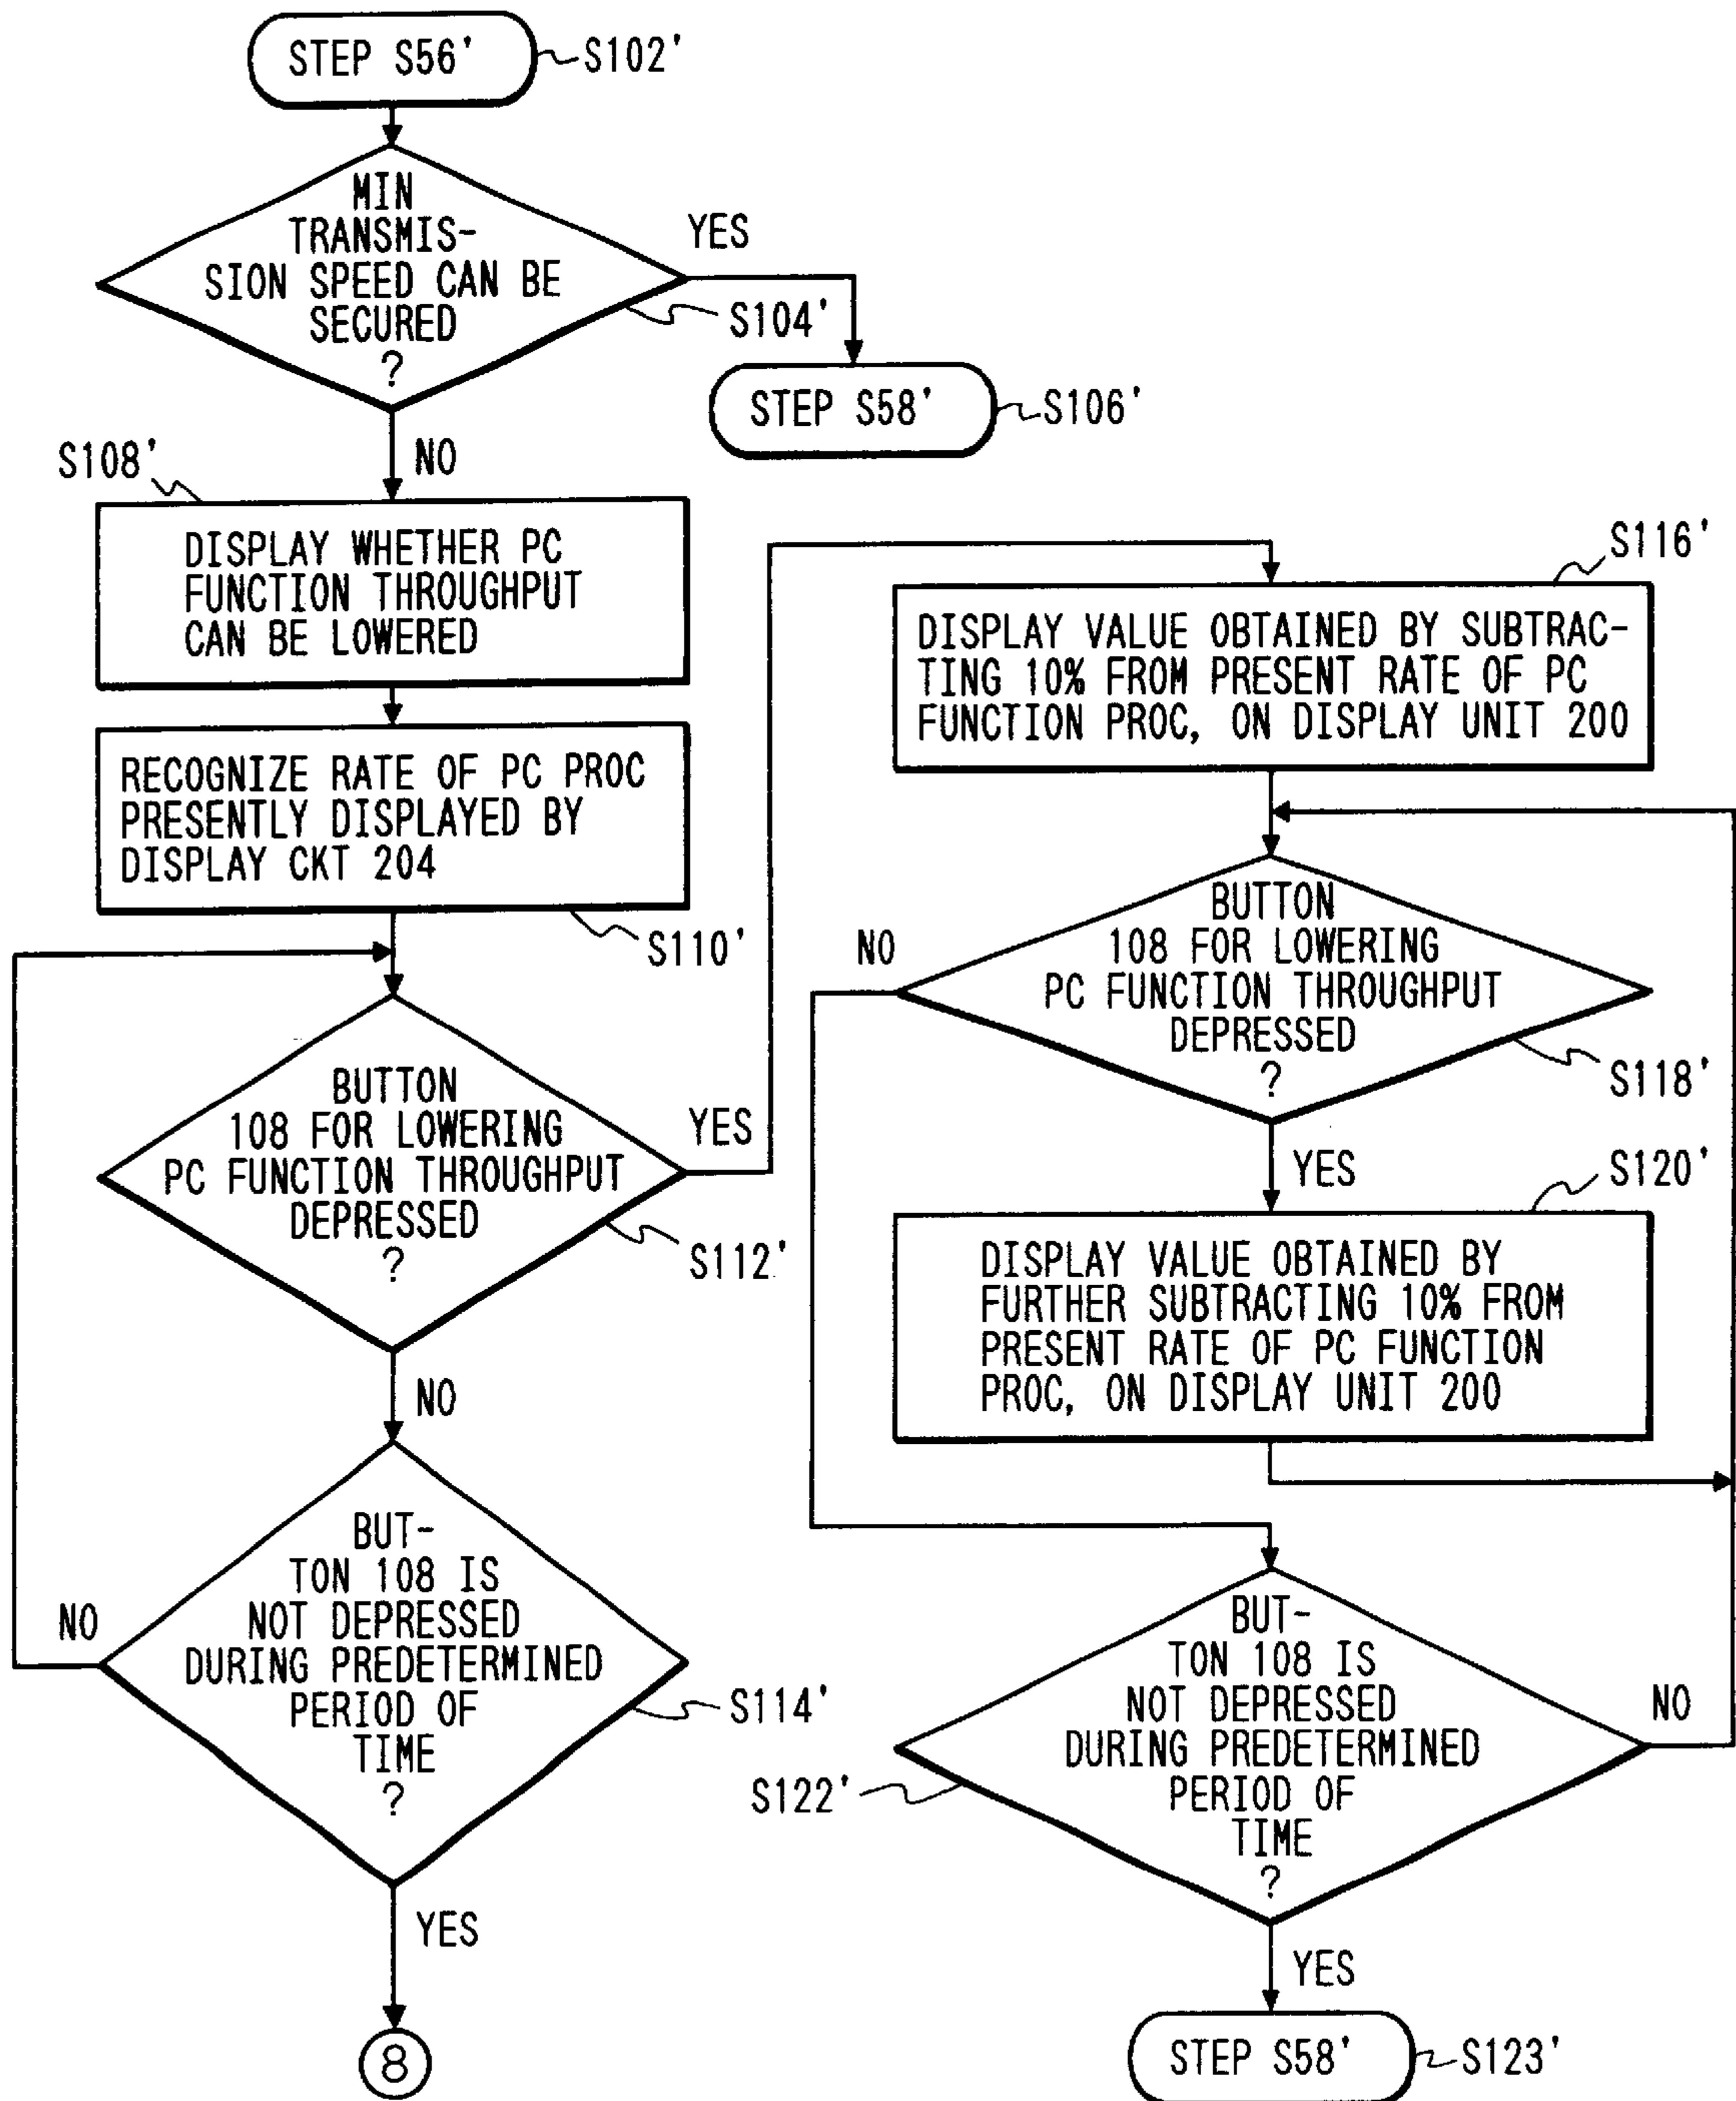 STEP S56'
S102'
MIN
TRANSMIS-
SION SPEED CAN BE
SECURED
?
YES
S104'
STEP S58'
S106'
NO
S108'
DISPLAY WHETHER PC
FUNCTION THROUGHPUT
CAN BE LOWERED
RECOGNIZE RATE OF PC PROC
PRESENTLY DISPLAYED BY
DISPLAY CKT 204
S110'
BUTTON
108 FOR LOWERING
PC FUNCTION THROUGHPUT
DEPRESSED
?
YES
S112'
NO
BUT-
TON 108 IS
NOT DEPRESSED
DURING PREDETERMINED
PERIOD OF
TIME
?
NO
S114'
YES
8
S116'
DISPLAY VALUE OBTAINED BY SUBTRAC-
TING 10% FROM PRESENT RATE OF PC
FUNCTION PROC, ON DISPLAY UNIT 200
BUTTON
108 FOR LOWERING
PC FUNCTION THROUGHPUT
DEPRESSED
?
NO
S118'
YES
S120'
DISPLAY VALUE OBTAINED BY
FURTHER SUBTRACTING 10% FROM
PRESENT RATE OF PC FUNCTION
PROC, ON DISPLAY UNIT 200
BUT-
TON 108 IS
NOT DEPRESSED
DURING PREDETERMINED
PERIOD OF
TIME
?
NO
S122'
YES
STEP S58'
S123'